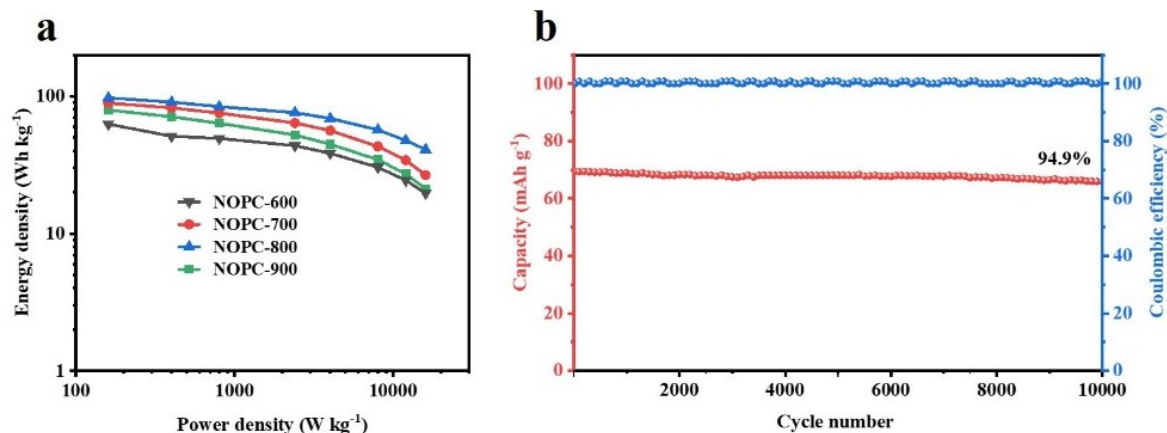 a
Energy density (Wh kg⁻¹)
100
10
1
NOPC-600
NOPC-700
NOPC-800
NOPC-900
100
1000
10000
Power density (W kg⁻¹)
b
Capacity (mAh g⁻¹)
100
80
60
40
20
0
94.9%
2000
4000
6000
8000
10000
Cycle number
100
80
60
40
20
0
Coulombic efficiency (%)